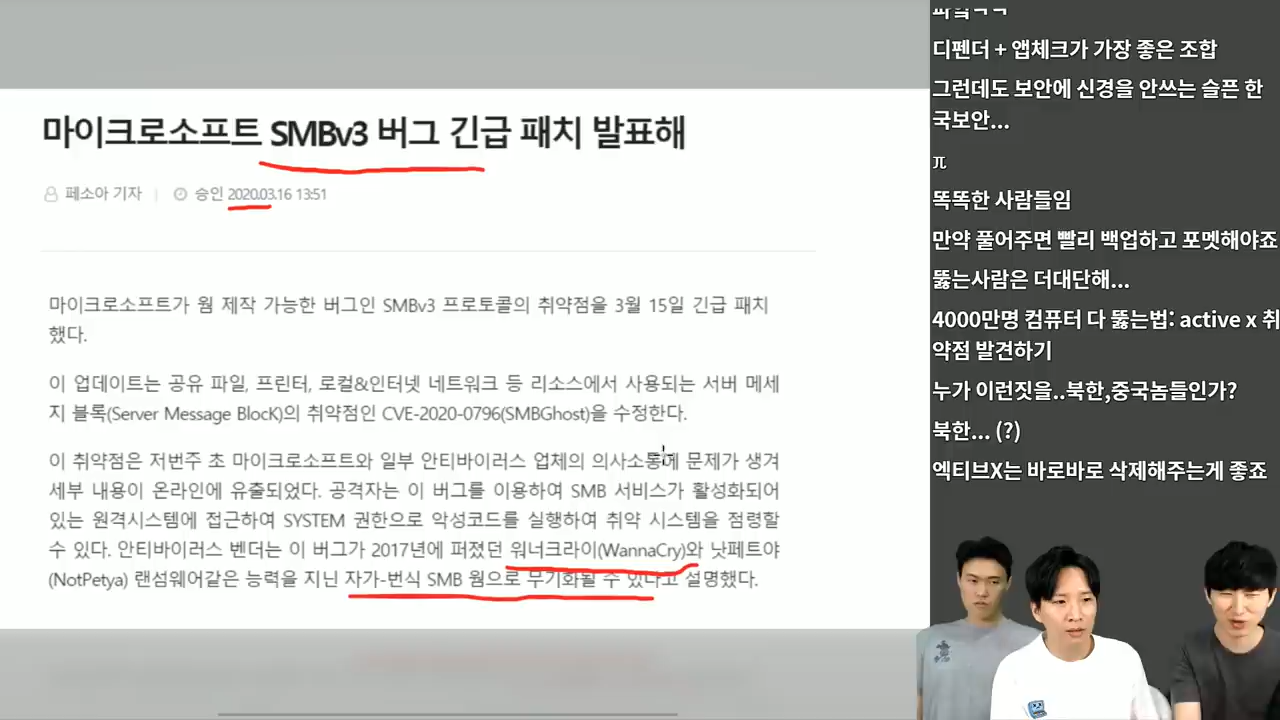 마이크로소프트 SMBv3 버그 긴급 패치 발표해
페소아 기자 | 승인 2020.03.16 13:51
마이크로소프트가 웜 제작 가능한 버그인 SMBv3 프로토콜의 취약점을 3월 15일 긴급 패치
했다.
이 업데이트는 공유 파일, 프린터, 로컬&인터넷 네트워크 등 리소스에서 사용되는 서버 메세
지 블록(Server Message BlocK)의 취약점인 CVE-2020-0796(SMBGhost)을 수정한다.
이 취약점은 저번주 초 마이크로소프트와 일부 안티바이러스 업체의 의사소통에 문제가 생겨
세부 내용이 온라인에 유출되었다. 공격자는 이 버그를 이용하여 SMB 서비스가 활성화되어
있는 원격시스템에 접근하여 SYSTEM 권한으로 악성코드를 실행하여 취약 시스템을 점령할
수 있다. 안티바이러스 벤더는 이 버그가 2017년에 퍼졌던 워너크라이(WannaCry)와 낫페트야
(NotPetya) 랜섬웨어같은 능력을 지닌 자가-번식 SMB 웜으로 무기화될 수 있다고 설명했다.
디펜더 + 앱체크가 가장 좋은 조합
그런데도 보안에 신경을 안쓰는 슬픈 한
국보안...
π
똑똑한 사람들임
만약 풀어주면 빨리 백업하고 포멧해야죠
뚫는사람은 더대단해...
4000만명 컴퓨터 다 뚫는법: active x 취
약점 발견하기
누가 이런짓을..북한,중국놈들인가?
북한... (?)
엑티브X는 바로바로 삭제해주는게 좋죠